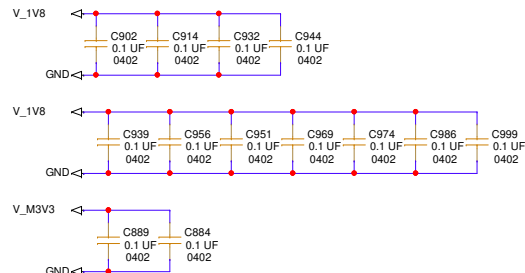 V_1V8
C902 C914 C932 C944
0.1 UF 0.1 UF 0.1 UF 0.1 UF
0402 0402 0402 0402
GND
V_1V8
C939 C956 C951 C969 C974 C986 C999
0.1 UF 0.1 UF 0.1 UF 0.1 UF 0.1 UF 0.1 UF 0.1 UF
0402 0402 0402 0402 0402 0402 0402
GND
V_M3V3
C889 C884
0.1 UF 0.1 UF
0402 0402
GND